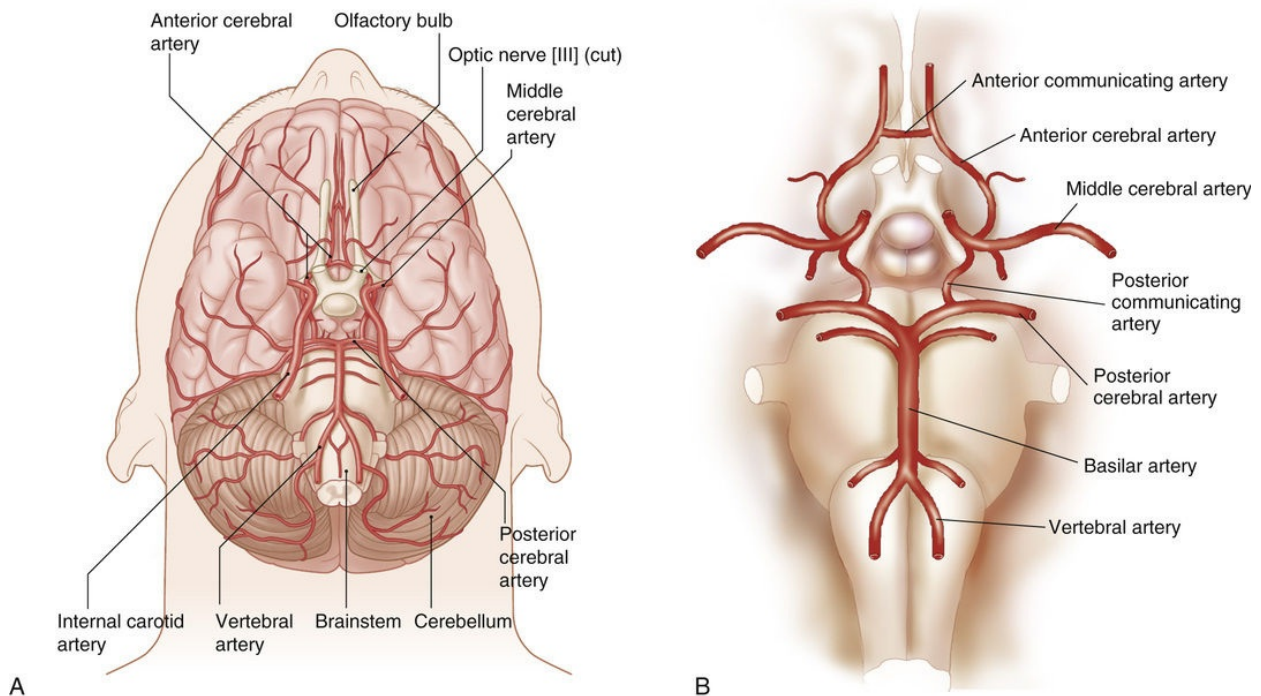 Anterior cerebral
artery
Olfactory bulb
Optic nerve [III] (cut)
Middle
cerebral
artery
Posterior
cerebral
artery
Internal carotid
artery
Vertebral
artery
Brainstem
Cerebellum
A
Anterior communicating artery
Anterior cerebral artery
Middle cerebral artery
Posterior
communicating
artery
Posterior
cerebral artery
Basilar artery
Vertebral artery
B